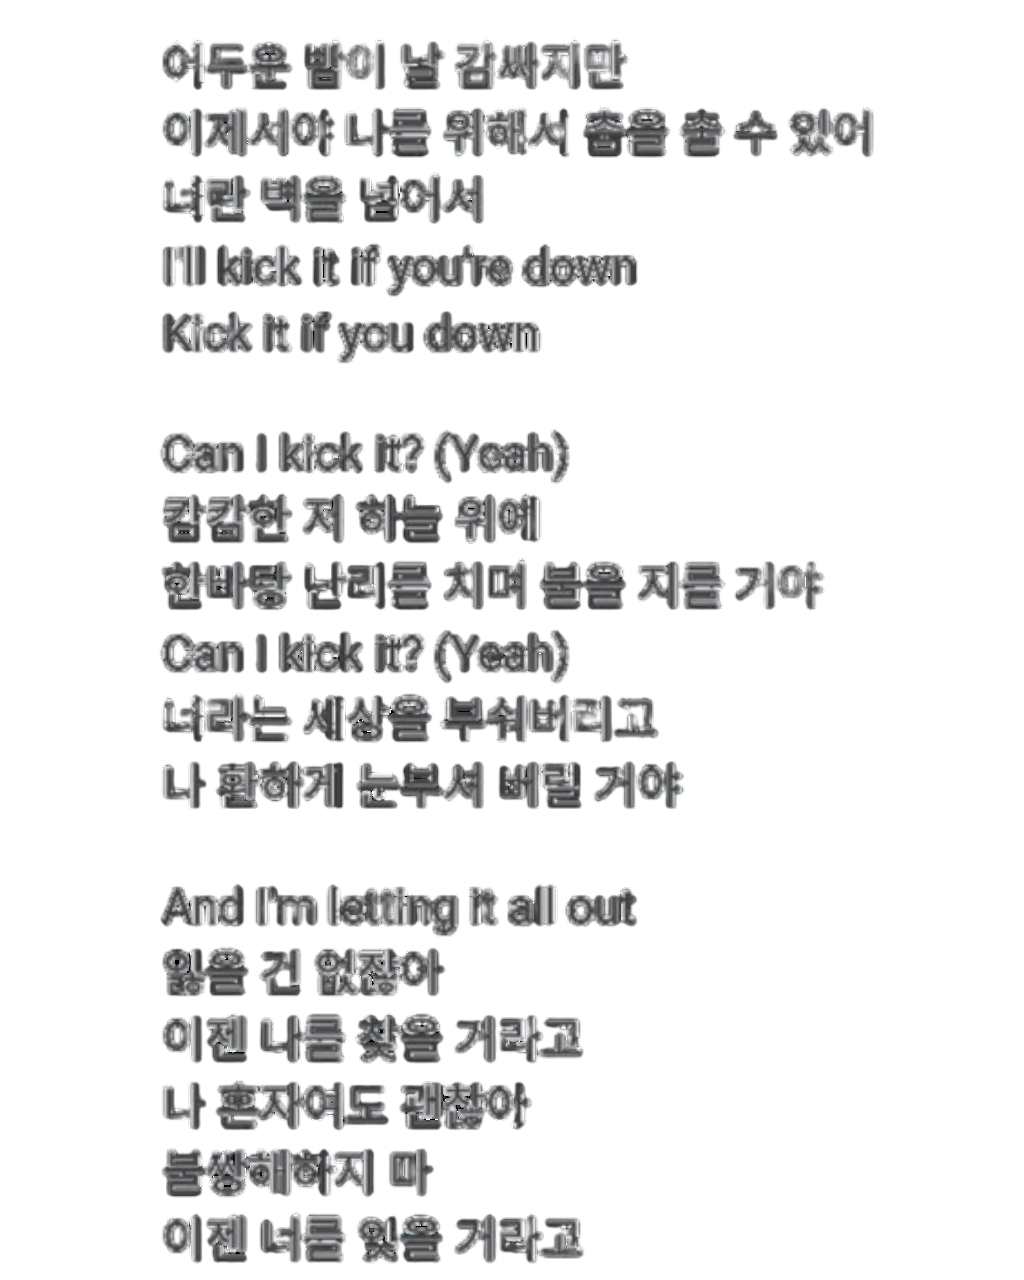 어두운 밤이 날 감싸지만
이제서야 나를 위해서 춤을 출 수 있어
너란 벽을 넘어서
I'll kick it if you're down
Kick it if you down

Can I kick it? (Yeah)
캄캄한 저 하늘 위에
한바탕 난리를 치며 불을 지를 거야
Can I kick it? (Yeah)
너라는 세상을 부숴버리고
나 환하게 눈부셔 버릴 거야

And I'm letting it all out
잃을 건 없잖아
이젠 나를 찾을 거라고
나 혼자여도 괜찮아
불쌍해하지 마
이젠 너를 잊을 거라고